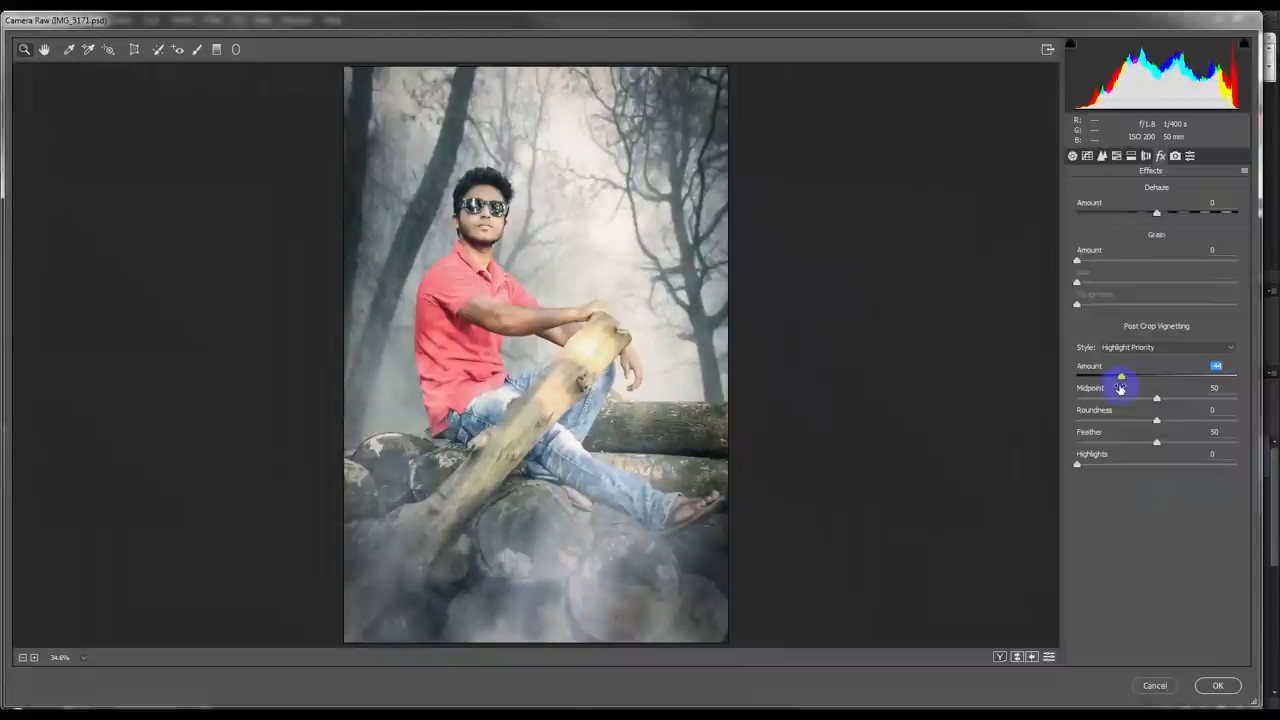 Camera Raw (IMG_5171.psd)
R: ---
G: ---
B: ---
f/1.8 1/400 s
ISO 200 50 mm
fx
Effects
Dehaze
Amount 0
Grain
Amount 0
Post Crop Vignetting
Style: Highlight Priority
Amount -44
Midpoint 50
Roundness 0
Feather 50
Highlights 0
34.6%
Y
Cancel OK